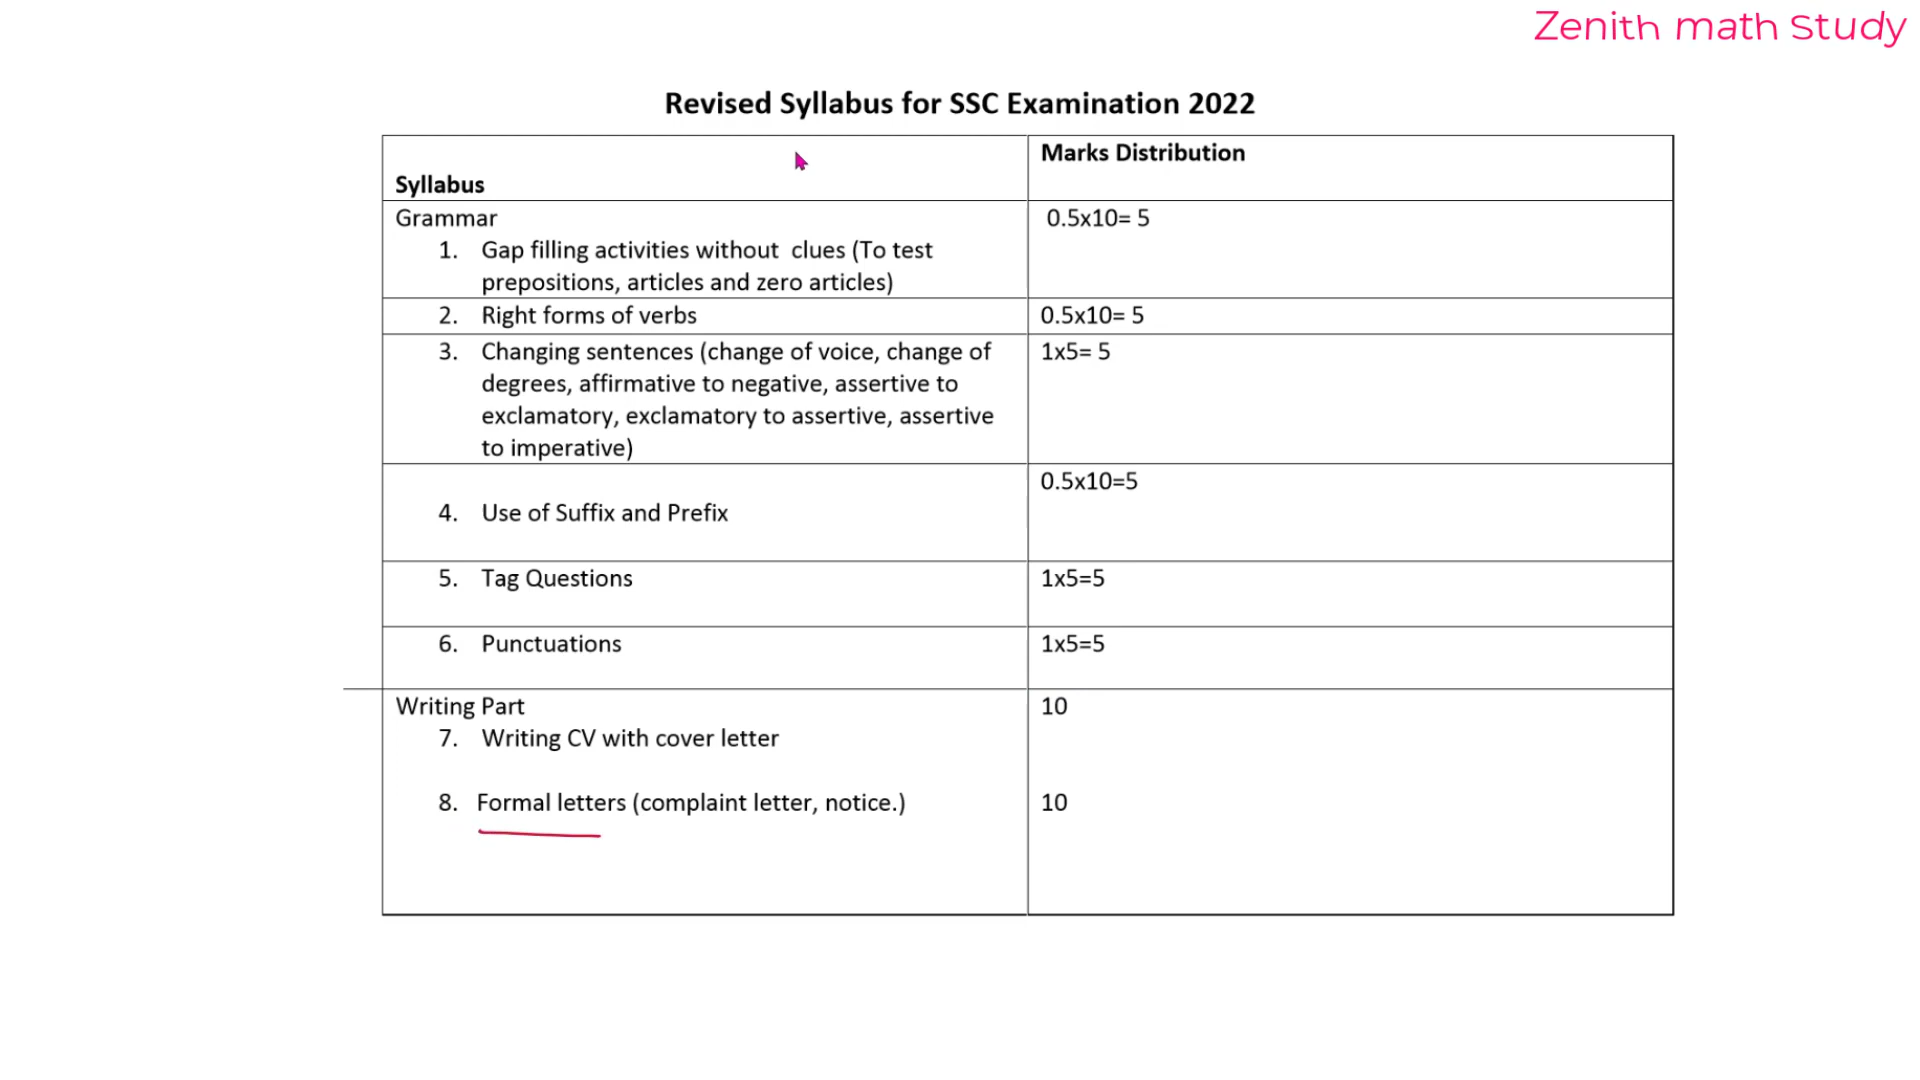 Zenith math Study
Revised Syllabus for SSC Examination 2022
Syllabus
Marks Distribution
Grammar
1. Gap filling activities without clues (To test
prepositions, articles and zero articles)
0.5x10= 5
2. Right forms of verbs
0.5x10= 5
3. Changing sentences (change of voice, change of
degrees, affirmative to negative, assertive to
exclamatory, exclamatory to assertive, assertive
to imperative)
1x5= 5
4. Use of Suffix and Prefix
0.5x10=5
5. Tag Questions
1x5=5
6. Punctuations
1x5=5
Writing Part
7. Writing CV with cover letter
10
8. Formal letters (complaint letter, notice.)
10